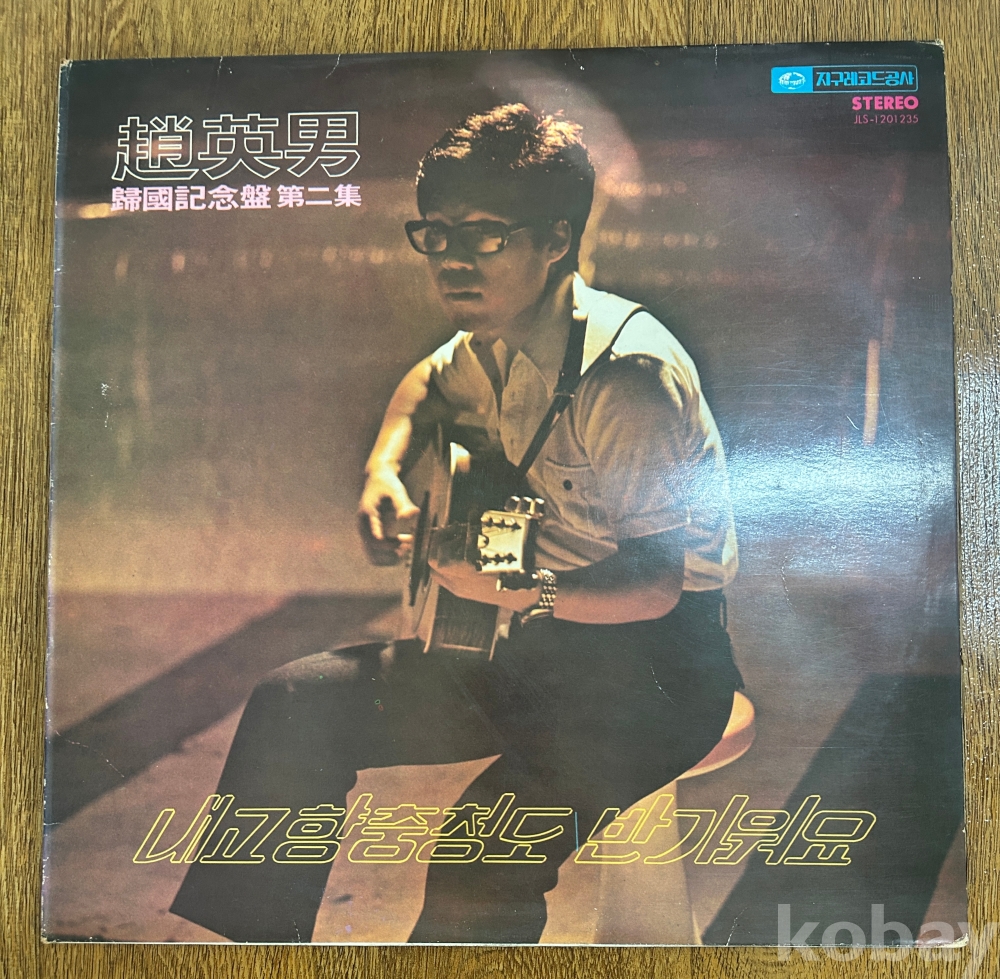 지구레코드공사
STEREO
JLS-1201235
趙英男
歸國記念盤 第二集
내고향충청도 반가워요
kobay